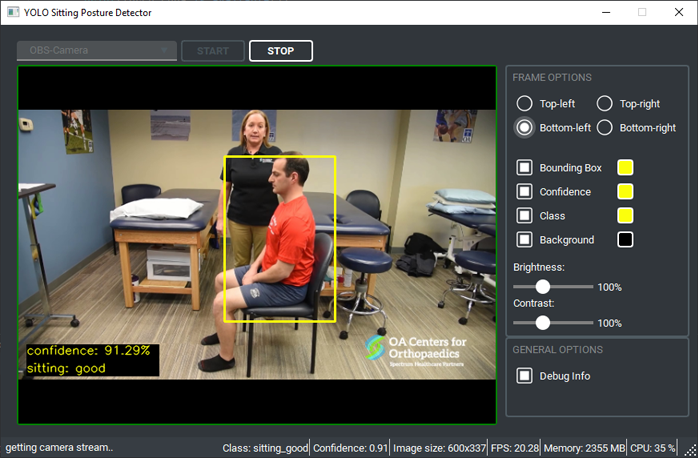 YOLO Sitting Posture Detector
OBS-Camera
START
STOP
FRAME OPTIONS
Top-left
Top-right
Bottom-left
Bottom-right
Bounding Box
Confidence
Class
Background
Brightness:
100%
Contrast:
100%
GENERAL OPTIONS
Debug Info
OA Centers for
Orthopaedics
Spectrum Healthcare Partners
confidence: 91.29%
sitting: good
getting camera stream..
Class: sitting_good
Confidence: 0.91
Image size: 600x337
FPS: 20.28
Memory: 2355 MB
CPU: 35 %